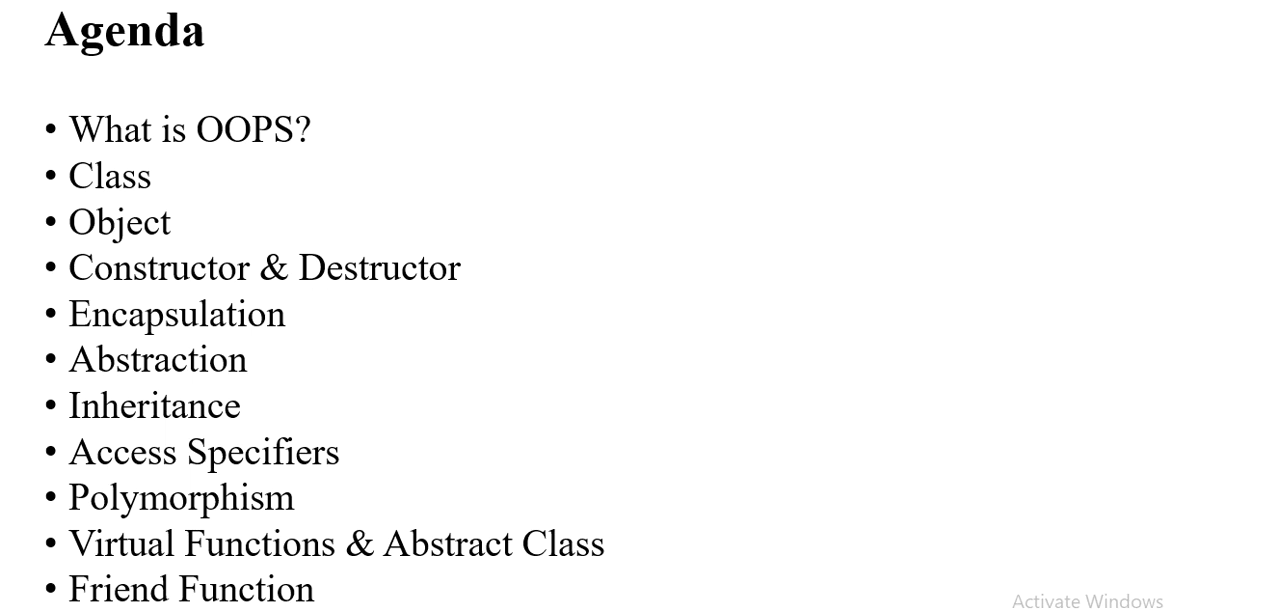 Agenda
• What is OOPS?
• Class
• Object
• Constructor & Destructor
• Encapsulation
• Abstraction
• Inheritance
• Access Specifiers
• Polymorphism
• Virtual Functions & Abstract Class
• Friend Function
Activate Windows